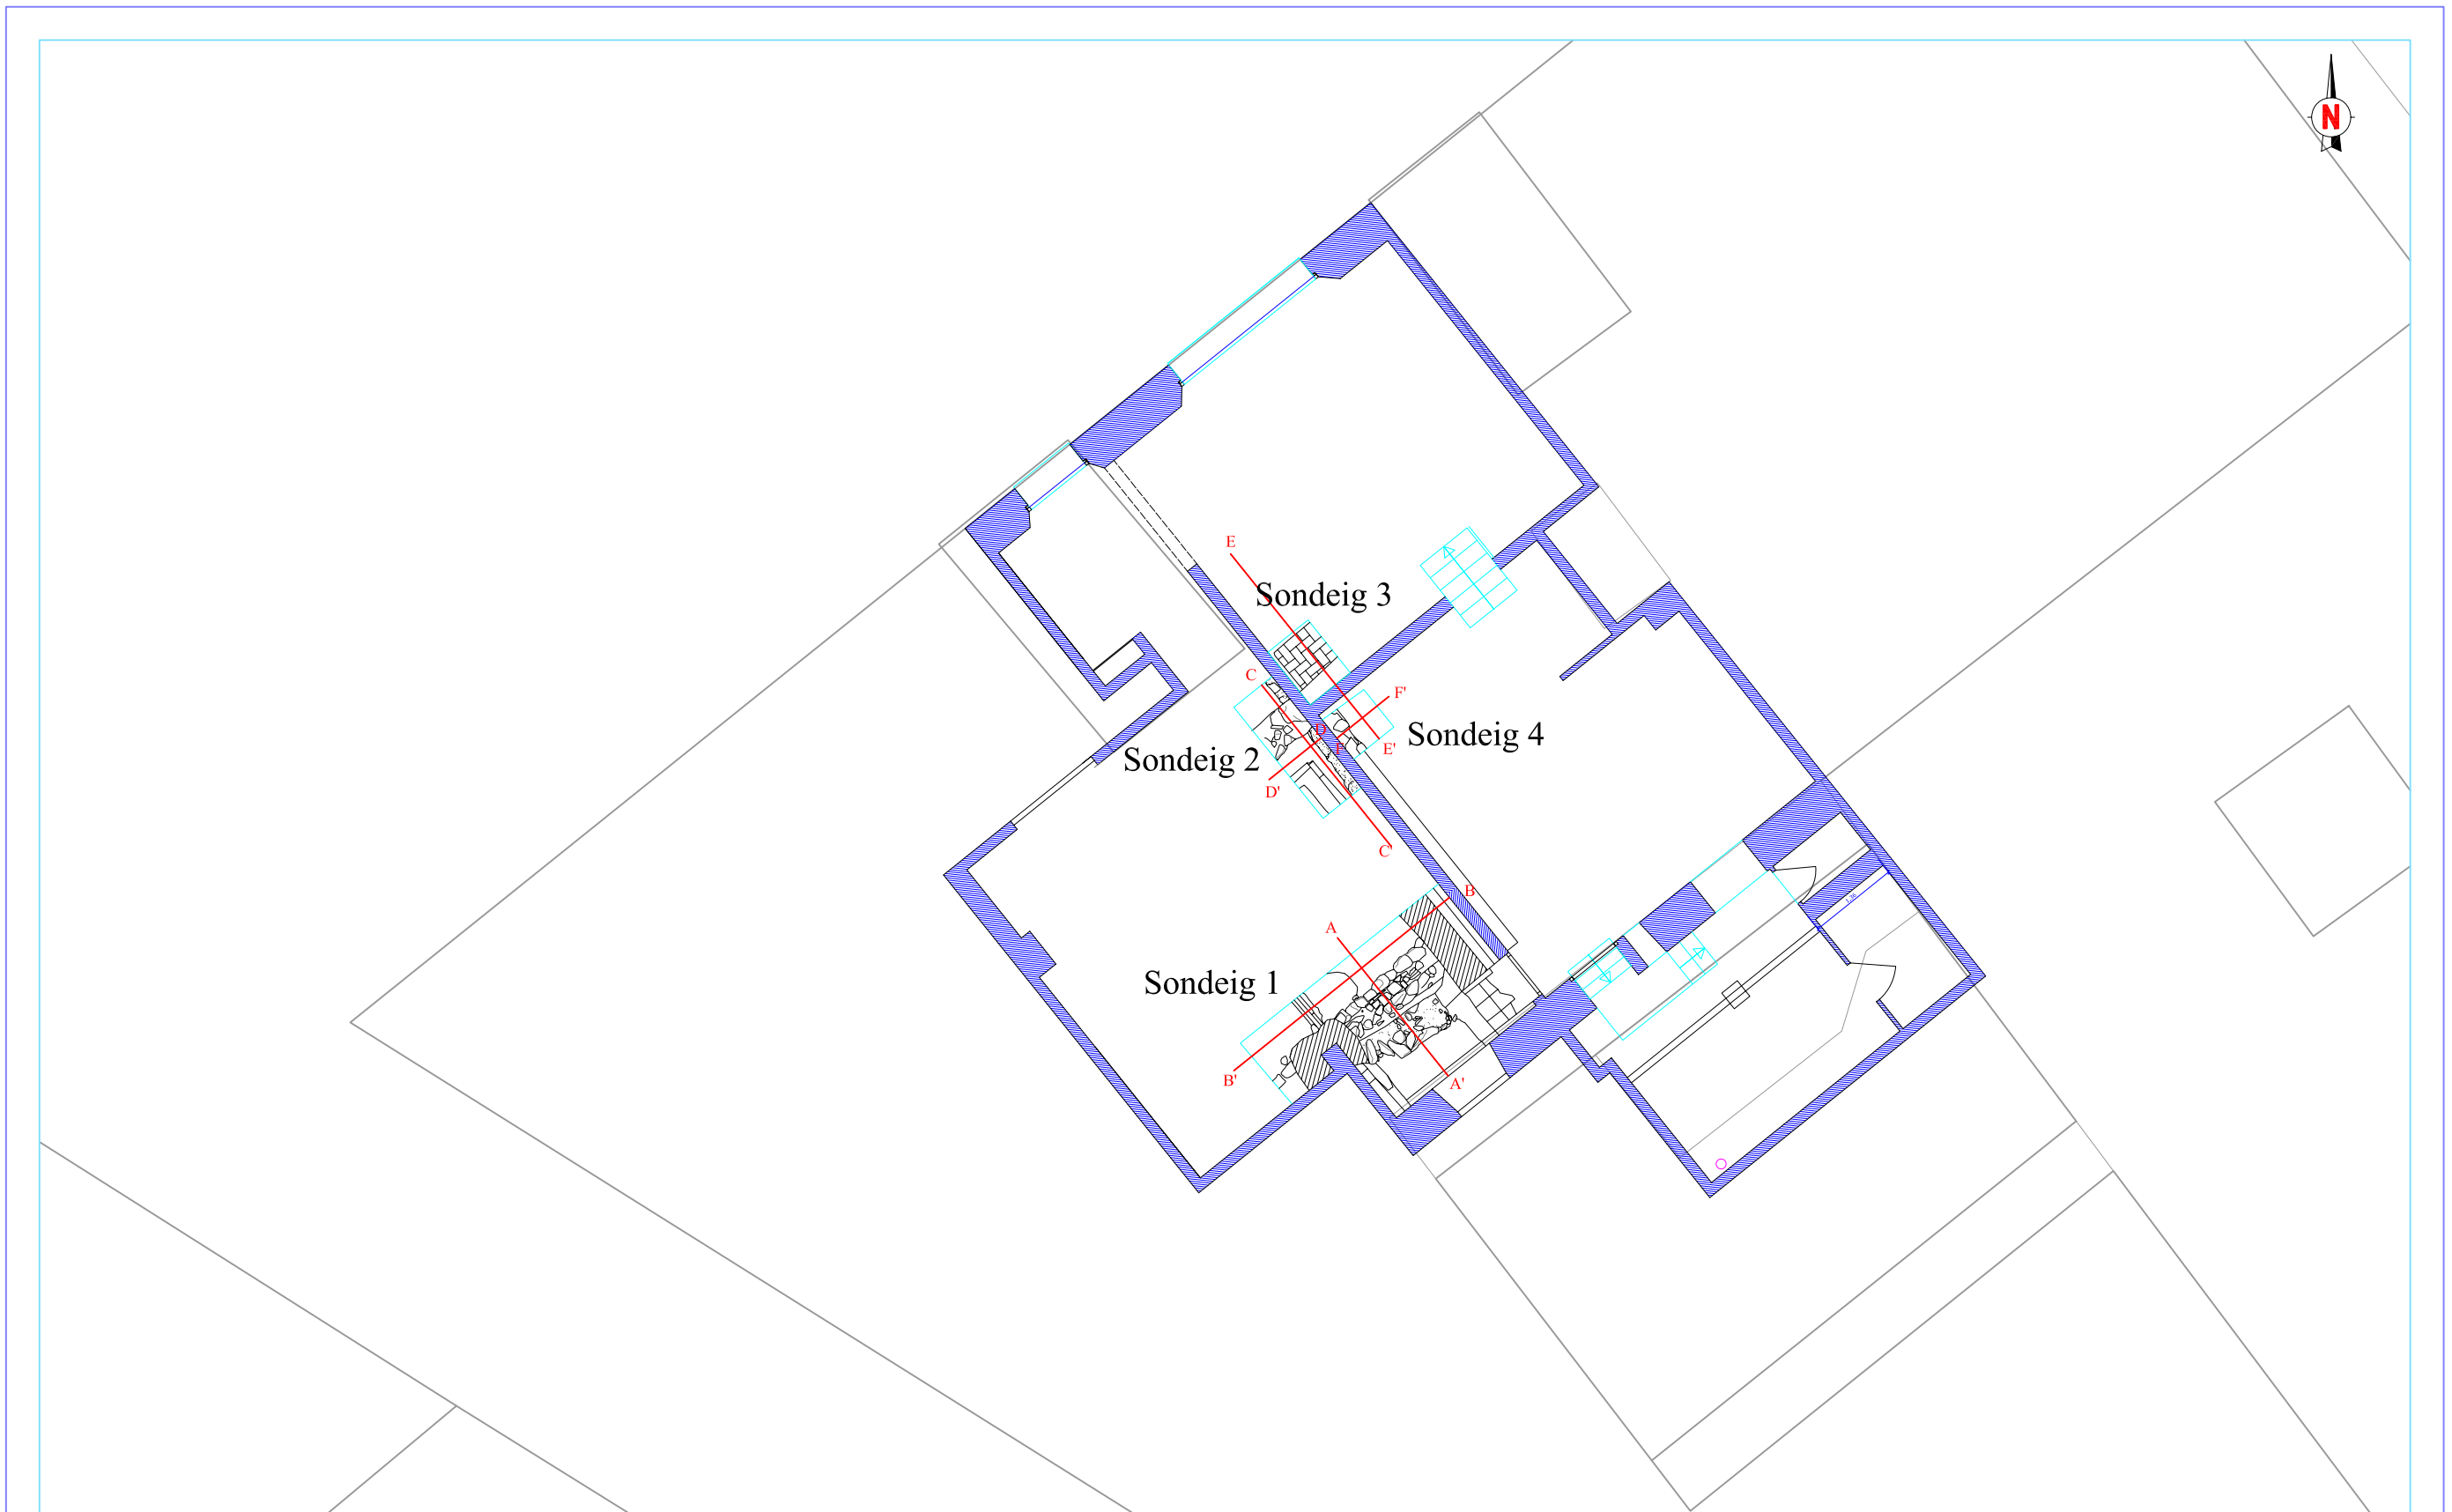 N
E
Sondeig 3
C
F'
D
Sondeig 4
F
E'
Sondeig 2
D'
C'
B
A
Sondeig 1
B'
A'